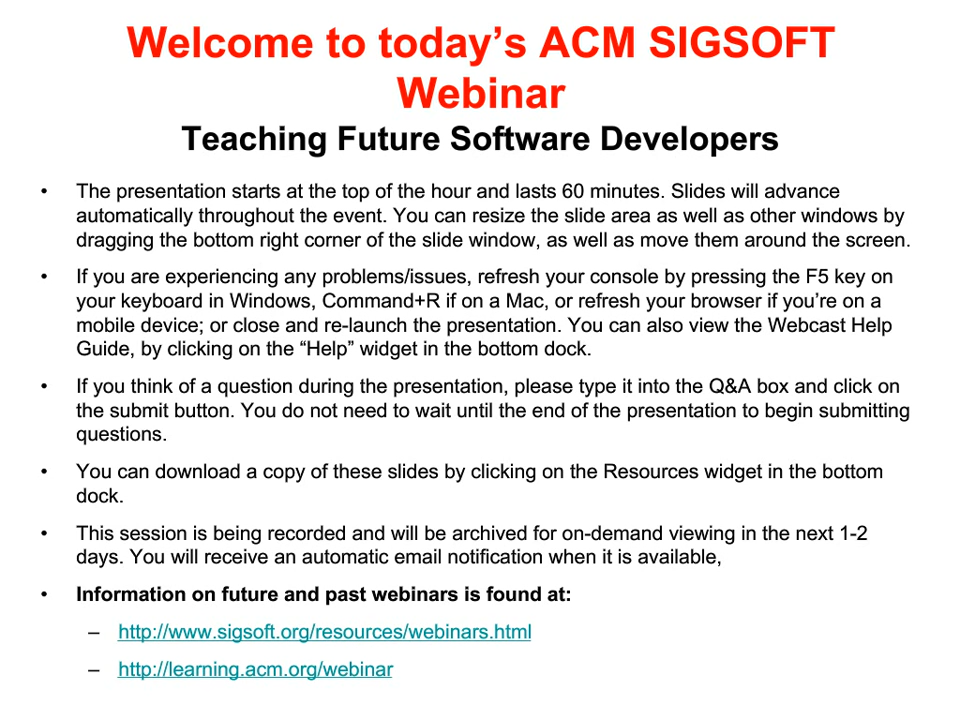 Welcome to today’s ACM SIGSOFT
Webinar
Teaching Future Software Developers
• The presentation starts at the top of the hour and lasts 60 minutes. Slides will advance
automatically throughout the event. You can resize the slide area as well as other windows by
dragging the bottom right corner of the slide window, as well as move them around the screen.
• If you are experiencing any problems/issues, refresh your console by pressing the F5 key on
your keyboard in Windows, Command+R if on a Mac, or refresh your browser if you’re on a
mobile device; or close and re-launch the presentation. You can also view the Webcast Help
Guide, by clicking on the “Help” widget in the bottom dock.
• If you think of a question during the presentation, please type it into the Q&A box and click on
the submit button. You do not need to wait until the end of the presentation to begin submitting
questions.
• You can download a copy of these slides by clicking on the Resources widget in the bottom
dock.
• This session is being recorded and will be archived for on-demand viewing in the next 1-2
days. You will receive an automatic email notification when it is available,
• Information on future and past webinars is found at:
– http://www.sigsoft.org/resources/webinars.html
– http://learning.acm.org/webinar